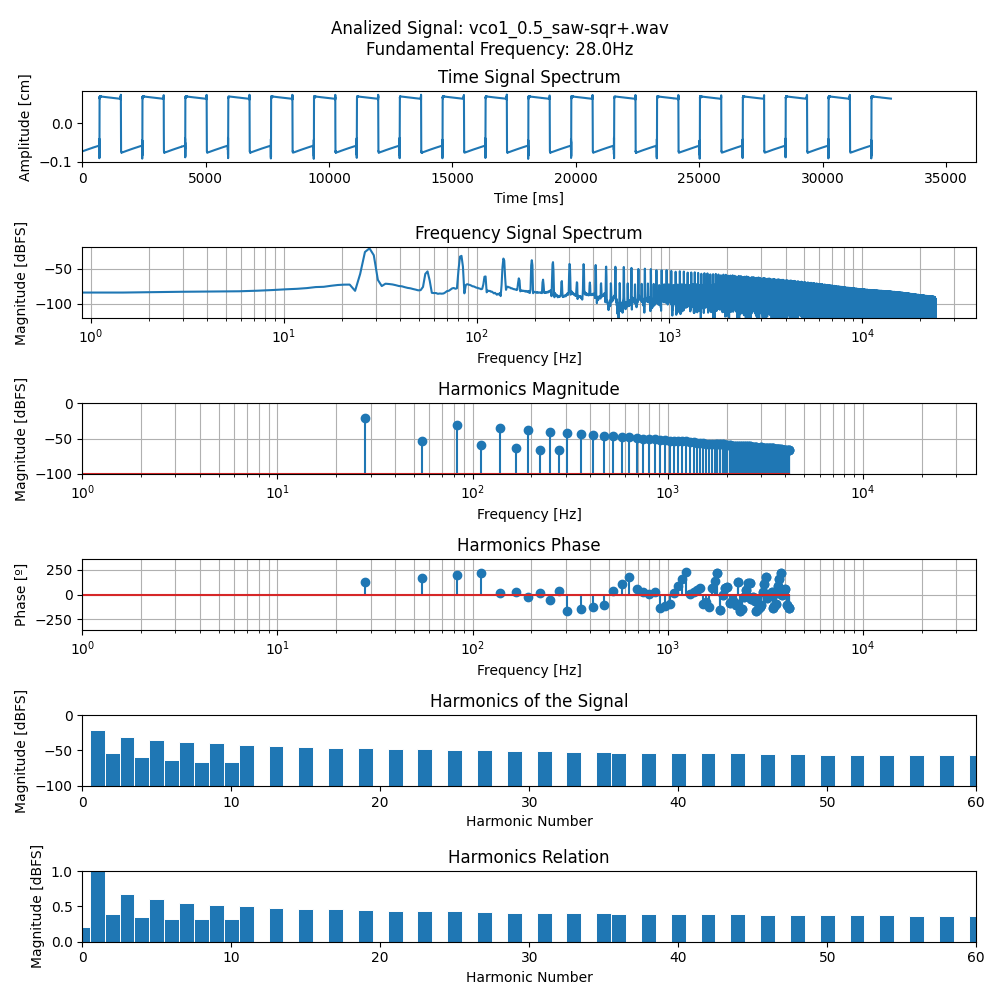 Analized Signal: vco1_0.5_saw-sqr+.wav
Fundamental Frequency: 28.0Hz
Time Signal Spectrum
Amplitude [cm]
0.0
−0.1
0 5000 10000 15000 20000 25000 30000 35000
Time [ms]
Frequency Signal Spectrum
Magnitude [dBFS]
−50
−100
10⁰ 10¹ 10² 10³ 10⁴
Frequency [Hz]
Harmonics Magnitude
Magnitude [dBFS]
0
−50
−100
10⁰ 10¹ 10² 10³ 10⁴
Frequency [Hz]
Harmonics Phase
Phase [º]
250
0
−250
10⁰ 10¹ 10² 10³ 10⁴
Frequency [Hz]
Harmonics of the Signal
Magnitude [dBFS]
0
−50
−100
0 10 20 30 40 50 60
Harmonic Number
Harmonics Relation
Magnitude [dBFS]
1.0
0.5
0.0
0 10 20 30 40 50 60
Harmonic Number